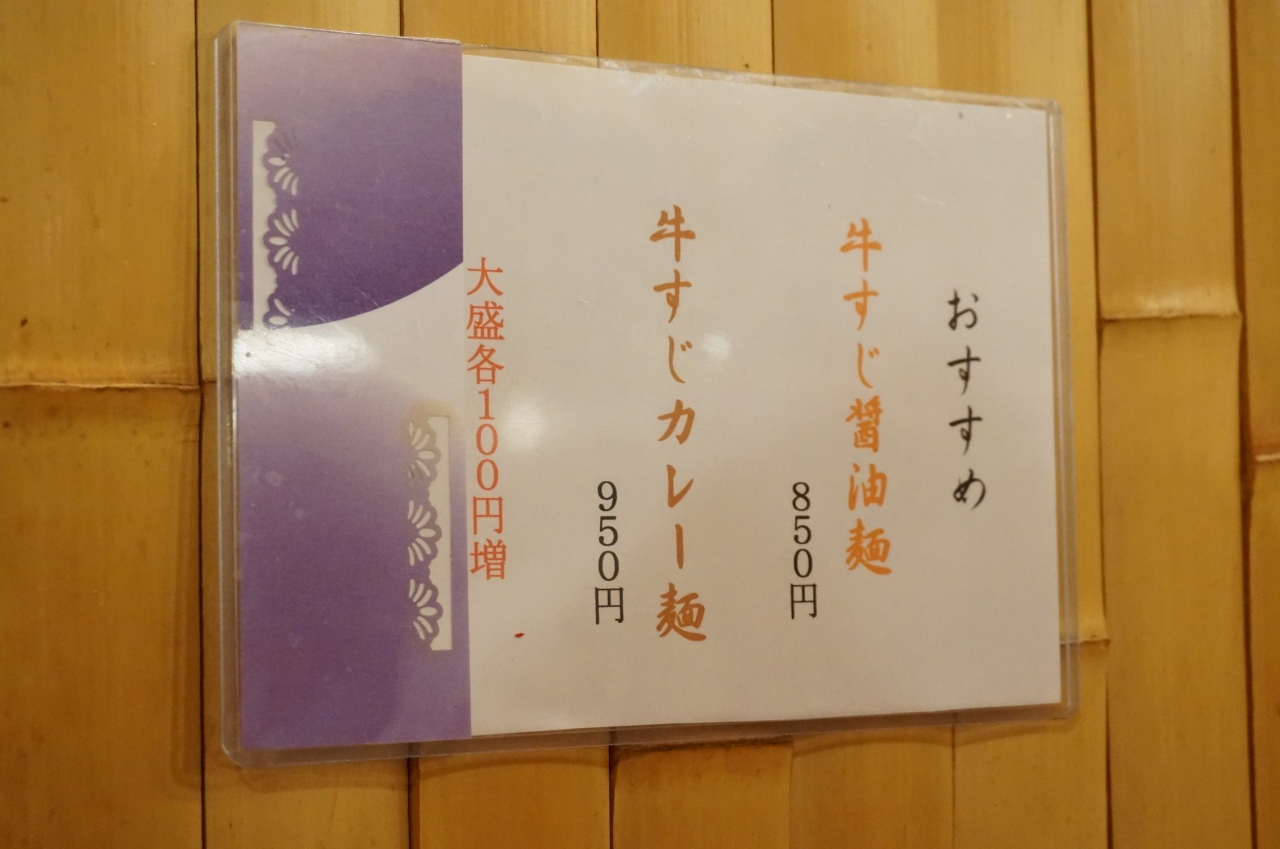 おすすめ
牛すじ醤油麺
850円
牛すじカレー麺
950円
大盛各100円増